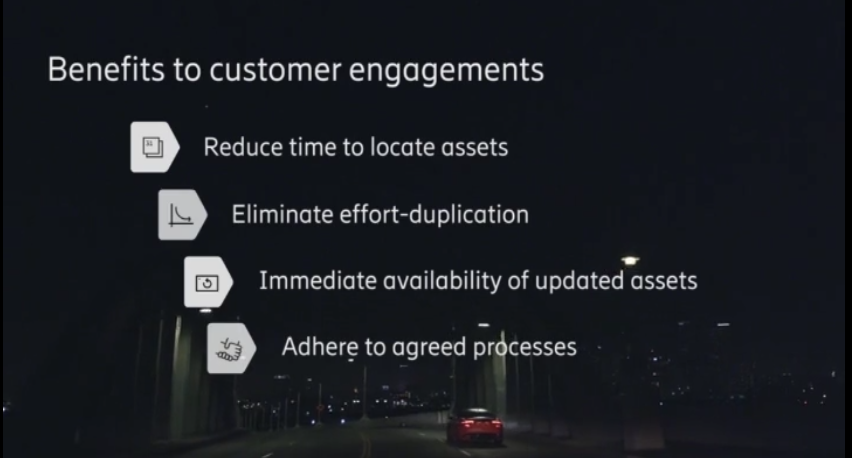 Benefits to customer engagements
Reduce time to locate assets
Eliminate effort-duplication
Immediate availability of updated assets
Adhere to agreed processes